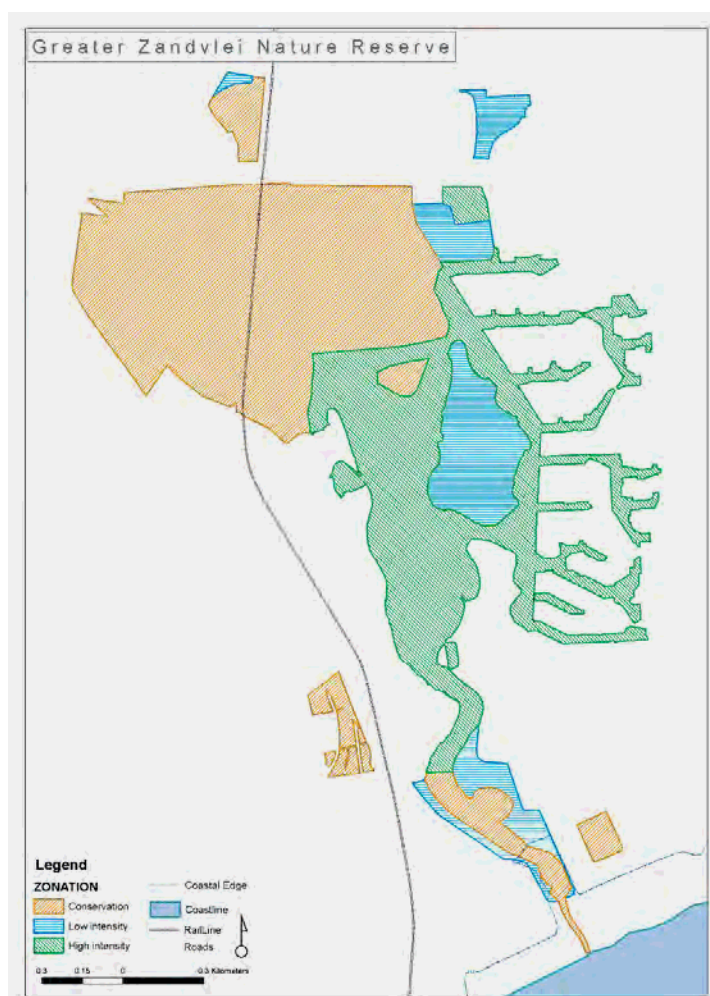 Greater Zandvlei Nature Reserve
Legend
ZONATION
Conservation
Low intensity
High intensity
Coastal Edge
Coastline
RailLine
Roads
0.3 0.15 0 0.3 Kilometers